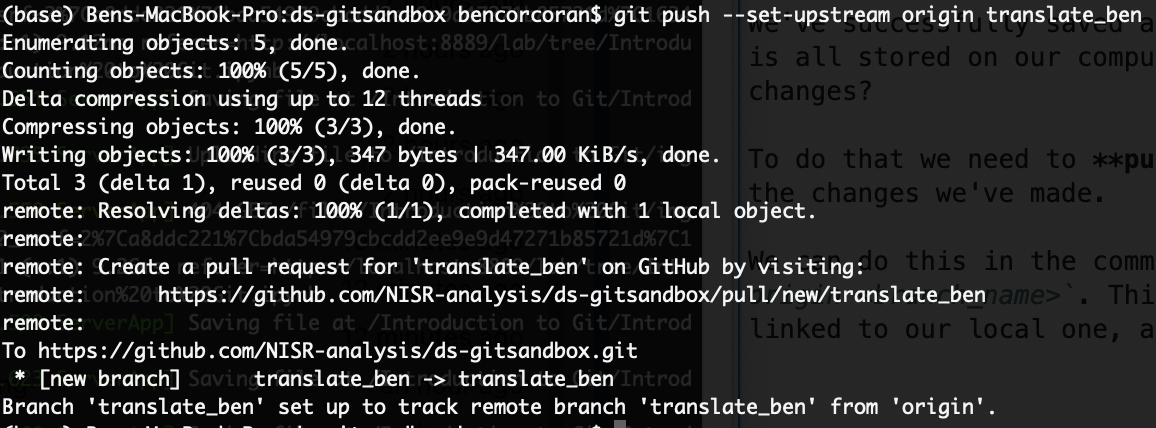 (base) Bens-MacBook-Pro:ds-gitsandbox bencorcoran$ git push --set-upstream origin translate_ben
Enumerating objects: 5, done.
Counting objects: 100% (5/5), done.
Delta compression using up to 12 threads
Compressing objects: 100% (3/3), done.
Writing objects: 100% (3/3), 347 bytes | 347.00 KiB/s, done.
Total 3 (delta 1), reused 0 (delta 0), pack-reused 0
remote: Resolving deltas: 100% (1/1), completed with 1 local object.
remote:
remote: Create a pull request for 'translate_ben' on GitHub by visiting:
remote:      https://github.com/NISR-analysis/ds-gitsandbox/pull/new/translate_ben
remote:
To https://github.com/NISR-analysis/ds-gitsandbox.git
 * [new branch]      translate_ben -> translate_ben
Branch 'translate_ben' set up to track remote branch 'translate_ben' from 'origin'.
we've successfully saved
is all stored on our
changes?
To do that we need to
the changes we've made.
do this in the
linked to our local one,